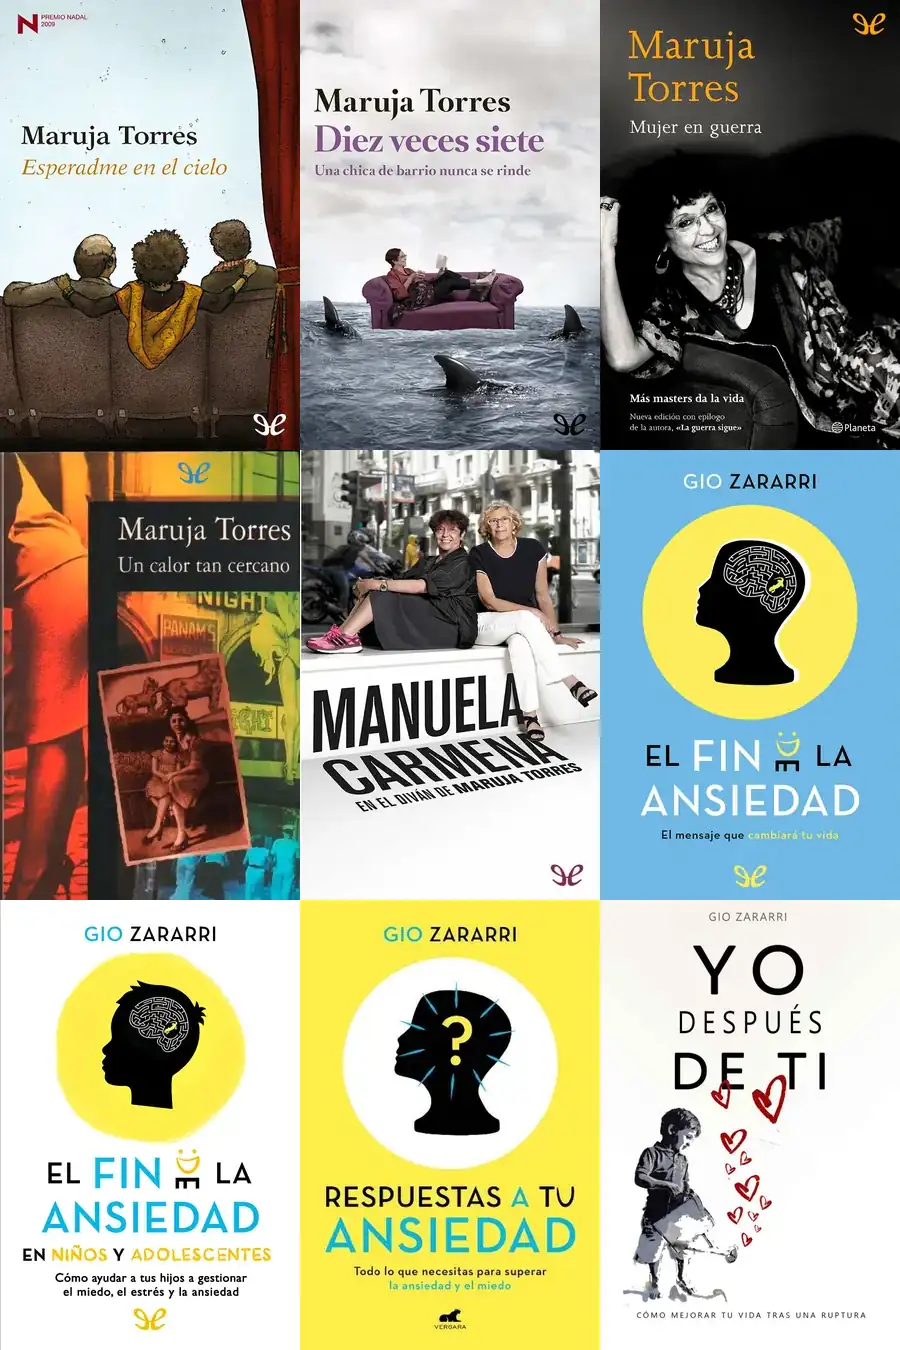 PREMIO NADAL
2009
Maruja Torres
Esperadme en el cielo
Maruja Torres
Diez veces siete
Una chica de barrio nunca se rinde
Maruja
Torres
Mujer en guerra
Más masters da la vida
Nueva edición con epílogo
de la autora, «La guerra sigue»
Planeta
Maruja Torres
Un calor tan cercano
NIGHT
PANAM'S
MANUELA
CARMENA
EN EL DIVÁN DE MARUJA TORRES
GIO ZARARRI
EL FIN DE LA
ANSIEDAD
El mensaje que cambiará tu vida
GIO ZARARRI
EL FIN DE LA
ANSIEDAD
EN NIÑOS Y ADOLESCENTES
Cómo ayudar a tus hijos a gestionar
el miedo, el estrés y la ansiedad
GIO ZARARRI
?
RESPUESTAS A TU
ANSIEDAD
Todo lo que necesitas para superar
la ansiedad y el miedo
VERGARA
GIO ZARARRI
YO
DESPUÉS
DE TI
CÓMO MEJORAR TU VIDA TRAS UNA RUPTURA